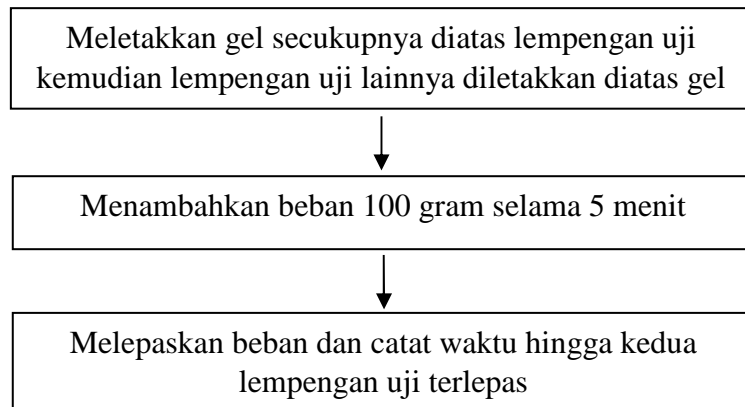 Meletakkan gel secukupnya diatas lempengan uji
kemudian lempengan uji lainnya diletakkan diatas gel
Menambahkan beban 100 gram selama 5 menit
Melepaskan beban dan catat waktu hingga kedua
lempengan uji terlepas